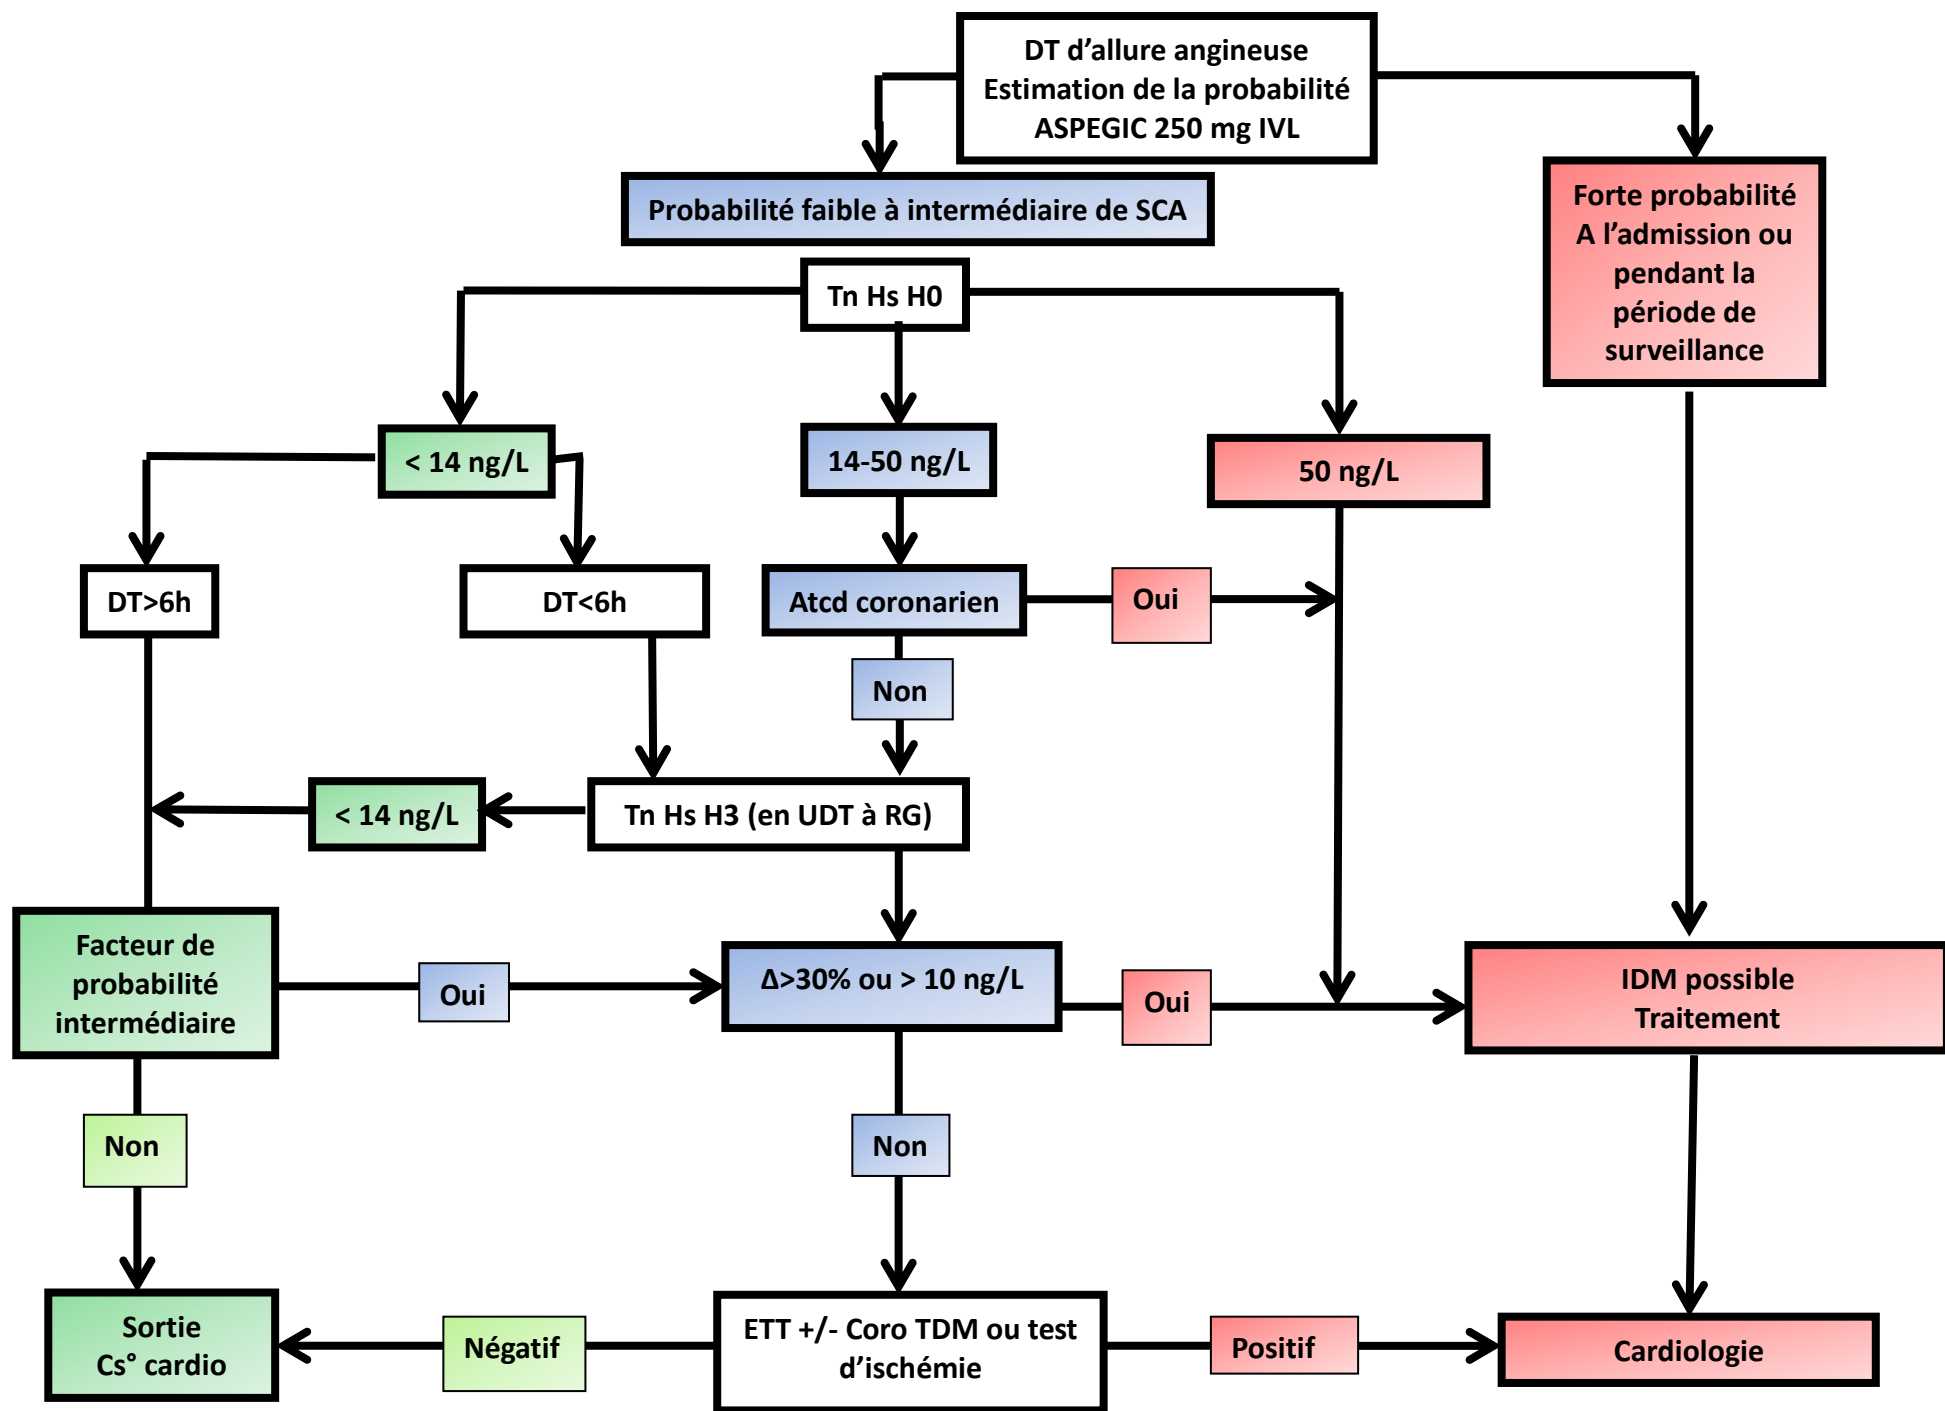 DT d’allure angineuse
Estimation de la probabilité
ASPEGIC 250 mg IVL
Probabilité faible à intermédiaire de SCA
Forte probabilité
A l’admission ou
pendant la
période de
surveillance
Tn Hs H0
< 14 ng/L
14-50 ng/L
50 ng/L
DT>6h
DT<6h
Atcd coronarien
Oui
Non
< 14 ng/L
Tn Hs H3 (en UDT à RG)
Facteur de
probabilité
intermédiaire
Oui
Δ>30% ou > 10 ng/L
Oui
IDM possible
Traitement
Non
Non
Sortie
Cs° cardio
Négatif
ETT +/- Coro TDM ou test
d’ischémie
Positif
Cardiologie